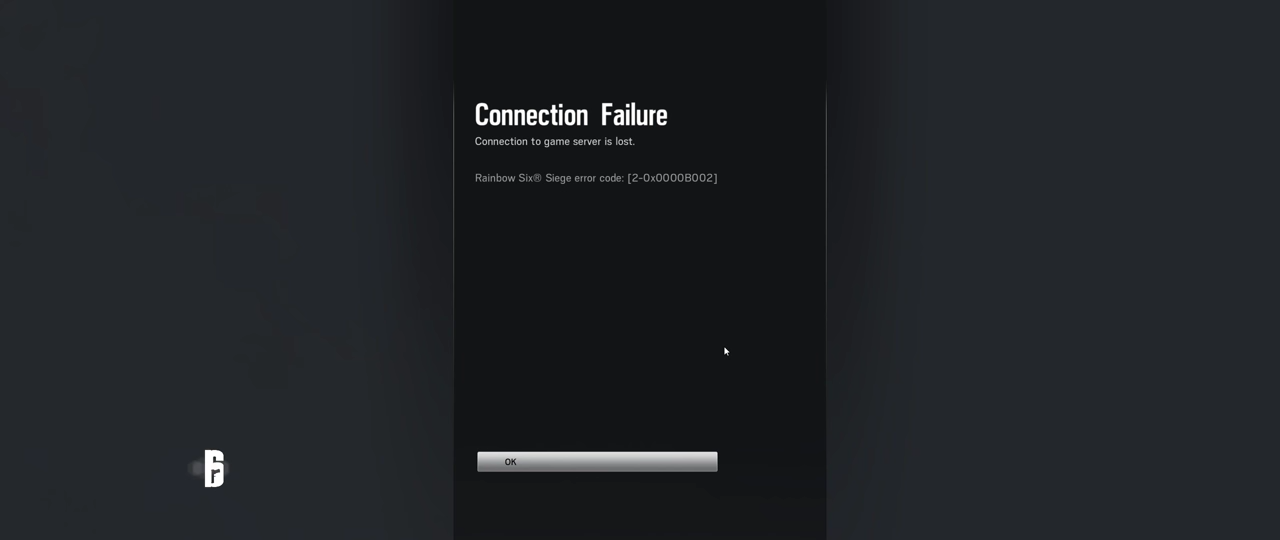 Connection Failure
Connection to game server is lost.
Rainbow Six® Siege error code: [2-0x0000B002]
OK